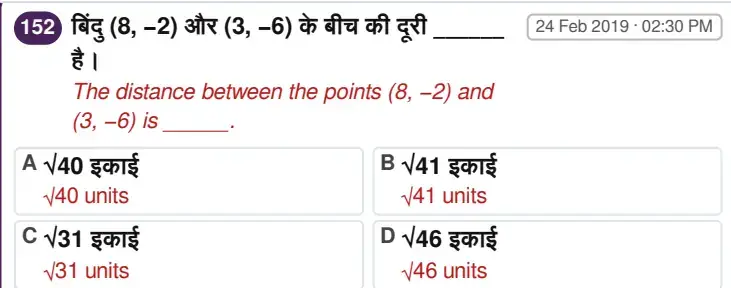 152 बिंदु (8, −2) और (3, −6) के बीच की दूरी ______ 24 Feb 2019 · 02:30 PM
है।
The distance between the points (8, −2) and
(3, −6) is ______.
A √40 इकाई B √41 इकाई
√40 units √41 units
C √31 इकाई D √46 इकाई
√31 units √46 units